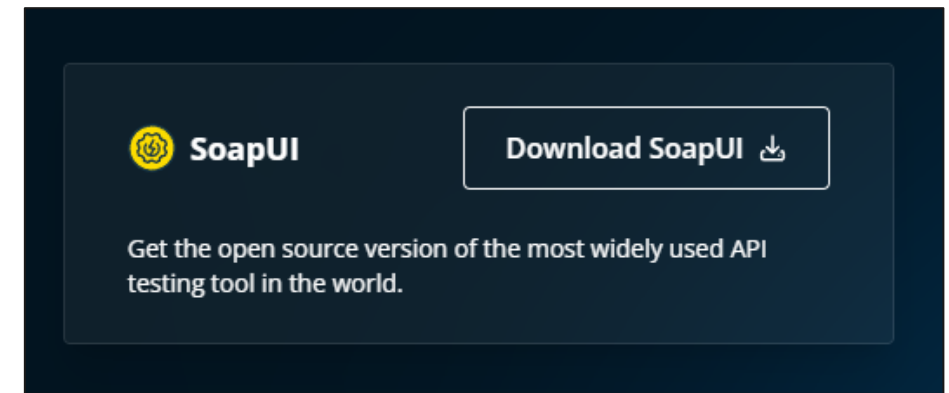 SoapUI
Download SoapUI
Get the open source version of the most widely used API
testing tool in the world.